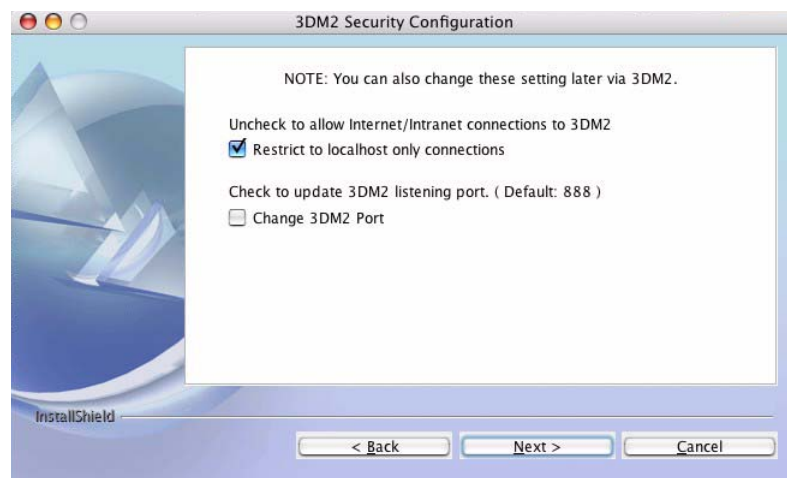 3DM2 Security Configuration
NOTE: You can also change these setting later via 3DM2.
Uncheck to allow Internet/Intranet connections to 3DM2
Restrict to localhost only connections
Check to update 3DM2 listening port. ( Default: 888 )
Change 3DM2 Port
InstallShield
< Back
Next >
Cancel